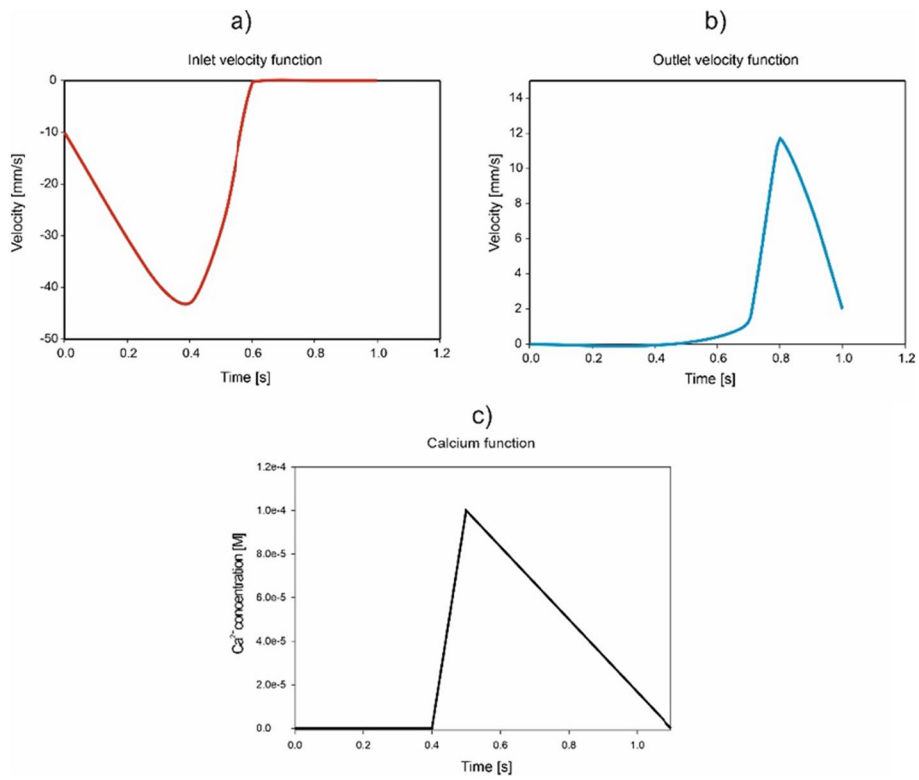 a)
Inlet velocity function
Velocity [mm/s]
0
-10
-20
-30
-40
-50
0.0 0.2 0.4 0.6 0.8 1.0 1.2
Time [s]
b)
Outlet velocity function
Velocity [mm/s]
14
12
10
8
6
4
2
0
0.0 0.2 0.4 0.6 0.8 1.0 1.2
Time [s]
c)
Calcium function
Ca²⁻concentration [M]
1.2e-4
1.0e-4
8.0e-5
6.0e-5
4.0e-5
2.0e-5
0.0
0.0 0.2 0.4 0.6 0.8 1.0
Time [s]